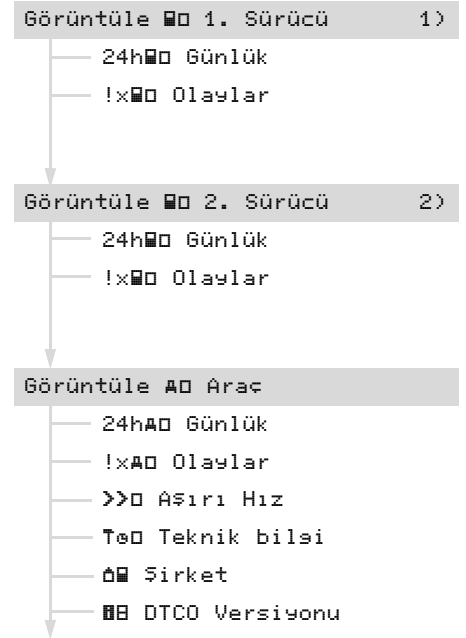 Görüntüle 1. Sürücü 1)
24h Günlük
!x Olaylar
Görüntüle 2. Sürücü 2)
24h Günlük
!x Olaylar
Görüntüle Araç
24h Günlük
!x Olaylar
>> Aşırı Hız
Teknik bilgi
Şirket
DTCO Versiyonu